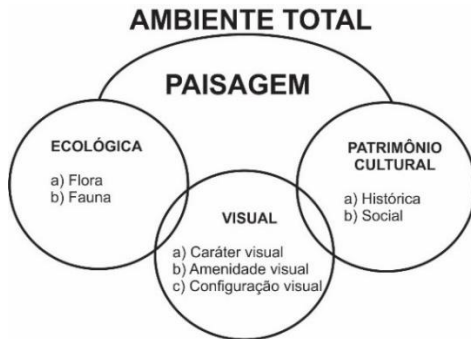 AMBIENTE TOTAL
PAISAGEM
ECOLÓGICA
a) Flora
b) Fauna
VISUAL
a) Caráter visual
b) Amenidade visual
c) Configuração visual
PATRIMÔNIO
CULTURAL
a) Histórica
b) Social